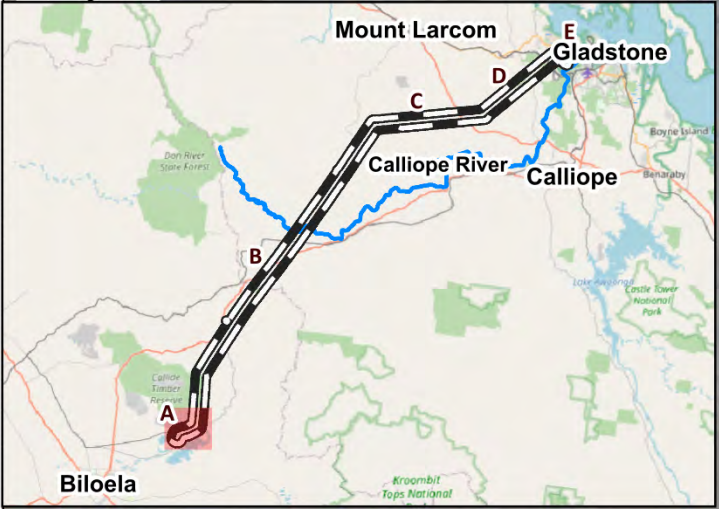 Mount Larcom
E
Gladstone
D
C
Boyne Island
Don River
State Forest
Calliope River
Calliope
Benaraby
B
Lake Awoonga
Castle Tower
National
Park
Callide
Timber
Reserve
A
Biloela
Kroombit
Tops National